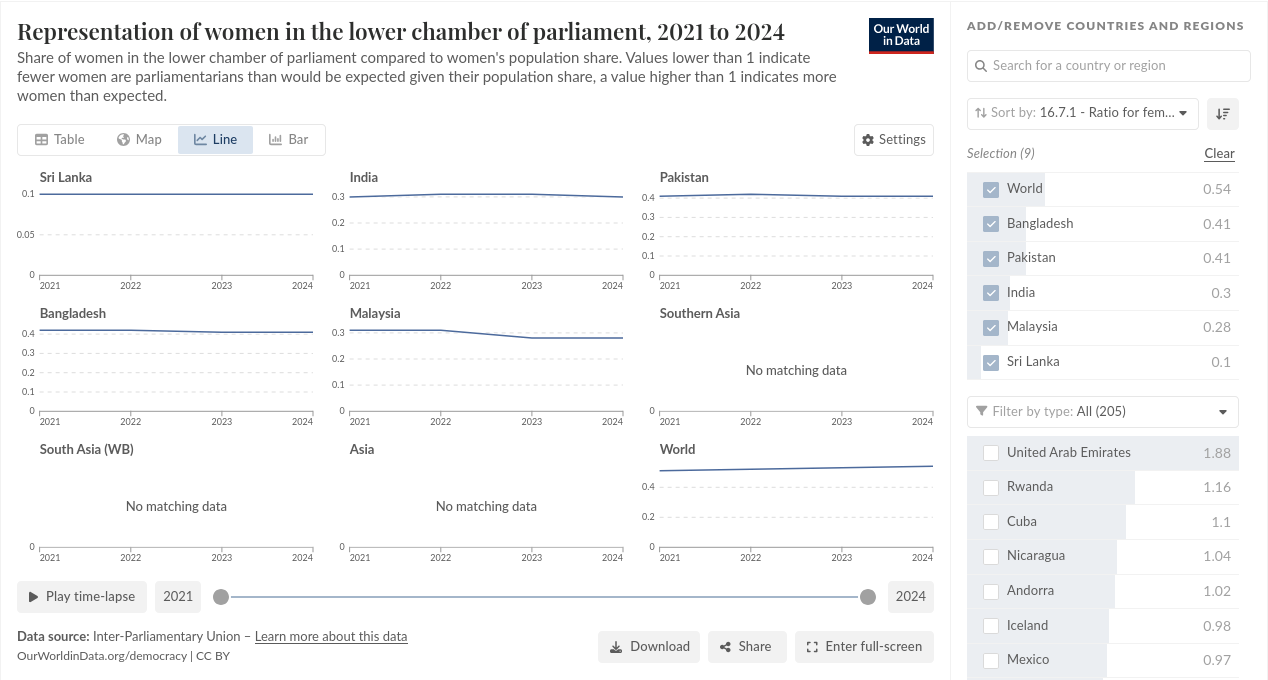 Representation of women in the lower chamber of parliament, 2021 to 2024
Share of women in the lower chamber of parliament compared to women's population share. Values lower than 1 indicate
fewer women are parliamentarians than would be expected given their population share, a value higher than 1 indicates more
women than expected.
Our World
in Data
Table
Map
Line
Bar
Settings
Sri Lanka
0.1
0.05
0
2021
2022
2023
2024
India
0.3
0.2
0.1
0
2021
2022
2023
2024
Pakistan
0.4
0.3
0.2
0.1
0
2021
2022
2023
2024
Bangladesh
0.4
0.3
0.2
0.1
0
2021
2022
2023
2024
Malaysia
0.3
0.2
0.1
0
2021
2022
2023
2024
Southern Asia
No matching data
0
2021
2022
2023
2024
South Asia (WB)
No matching data
0
2021
2022
2023
2024
Asia
No matching data
0
2021
2022
2023
2024
World
0.4
0.2
0
2021
2022
2023
2024
Play time-lapse
2021
2024
Data source: Inter-Parliamentary Union – Learn more about this data
OurWorldinData.org/democracy | CC BY
Download
Share
Enter full-screen
ADD/REMOVE COUNTRIES AND REGIONS
Search for a country or region
Sort by: 16.7.1 - Ratio for fem...
Selection (9)
Clear
World 0.54
Bangladesh 0.41
Pakistan 0.41
India 0.3
Malaysia 0.28
Sri Lanka 0.1
Filter by type: All (205)
United Arab Emirates 1.88
Rwanda 1.16
Cuba 1.1
Nicaragua 1.04
Andorra 1.02
Iceland 0.98
Mexico 0.97